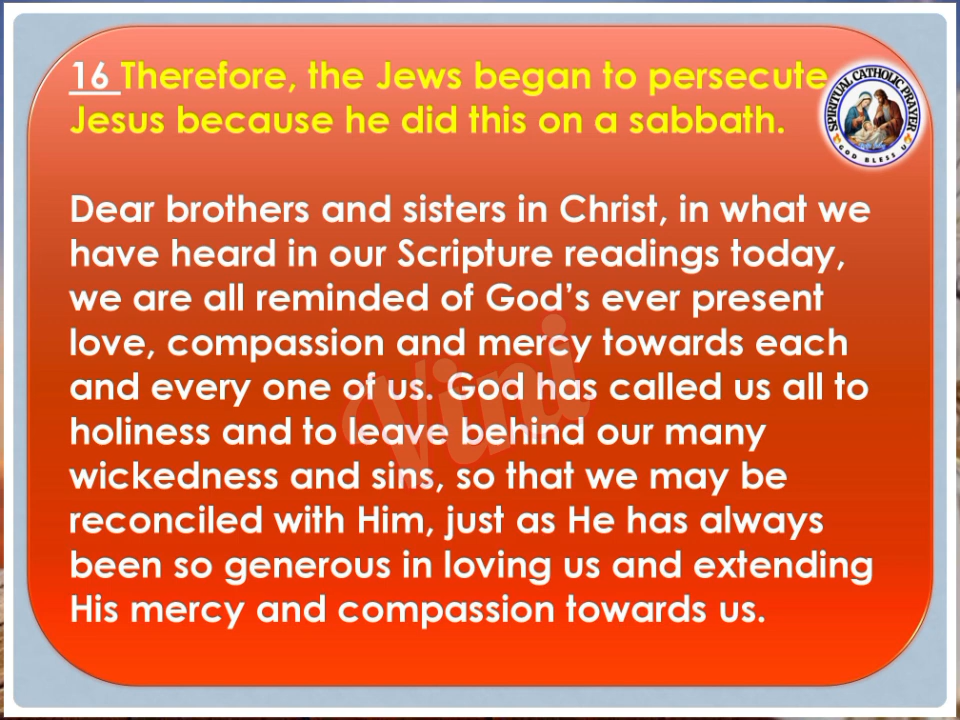 16 Therefore, the Jews began to persecute
Jesus because he did this on a sabbath.
SPIRITUAL CATHOLIC PRAYER
GOD BLESS U
Dear brothers and sisters in Christ, in what we
have heard in our Scripture readings today,
we are all reminded of God’s ever present
love, compassion and mercy towards each
and every one of us. God has called us all to
holiness and to leave behind our many
wickedness and sins, so that we may be
reconciled with Him, just as He has always
been so generous in loving us and extending
His mercy and compassion towards us.
Vini